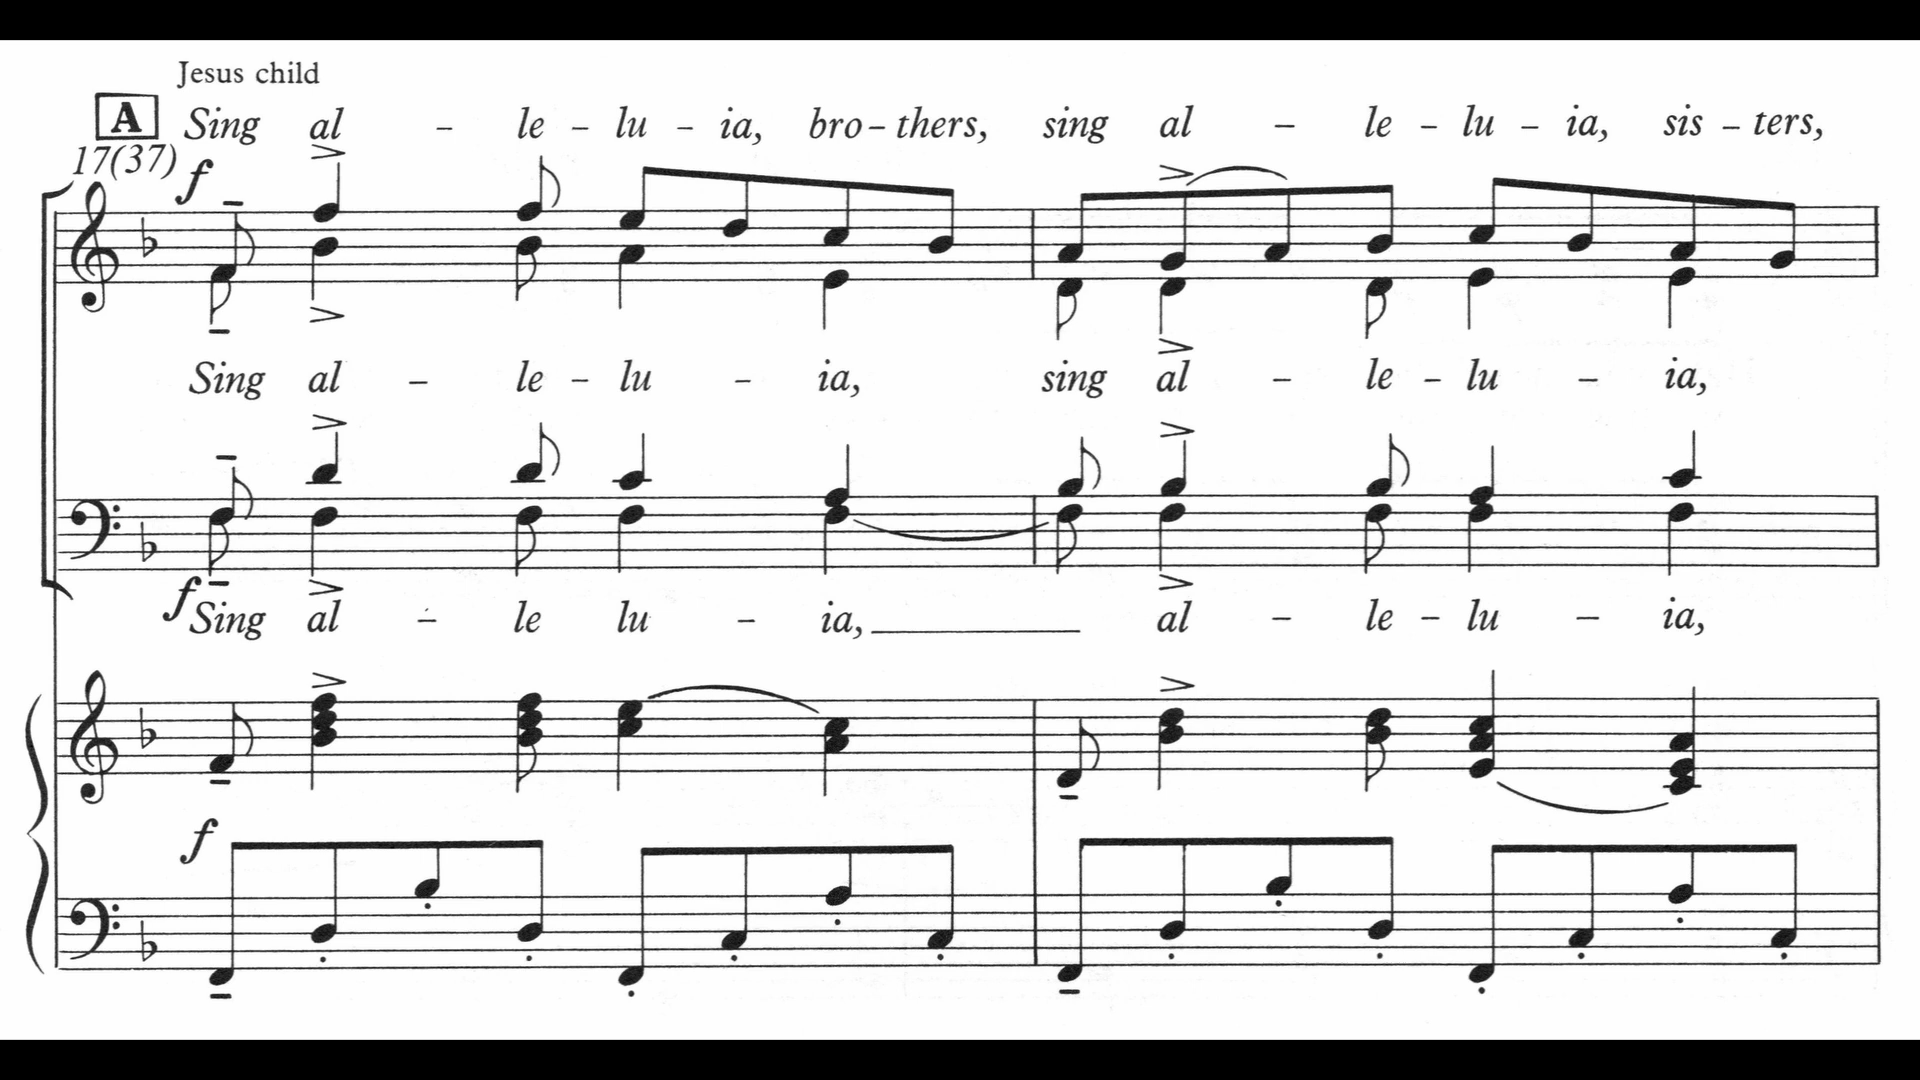 Jesus child
A Sing al – le – lu – ia, bro – thers, sing al – le – lu – ia, sis – ters,
17(37) f
Sing al – le – lu – ia, sing al – le – lu – ia,
f Sing al – le lu – ia,______ al – le – lu – ia,
f